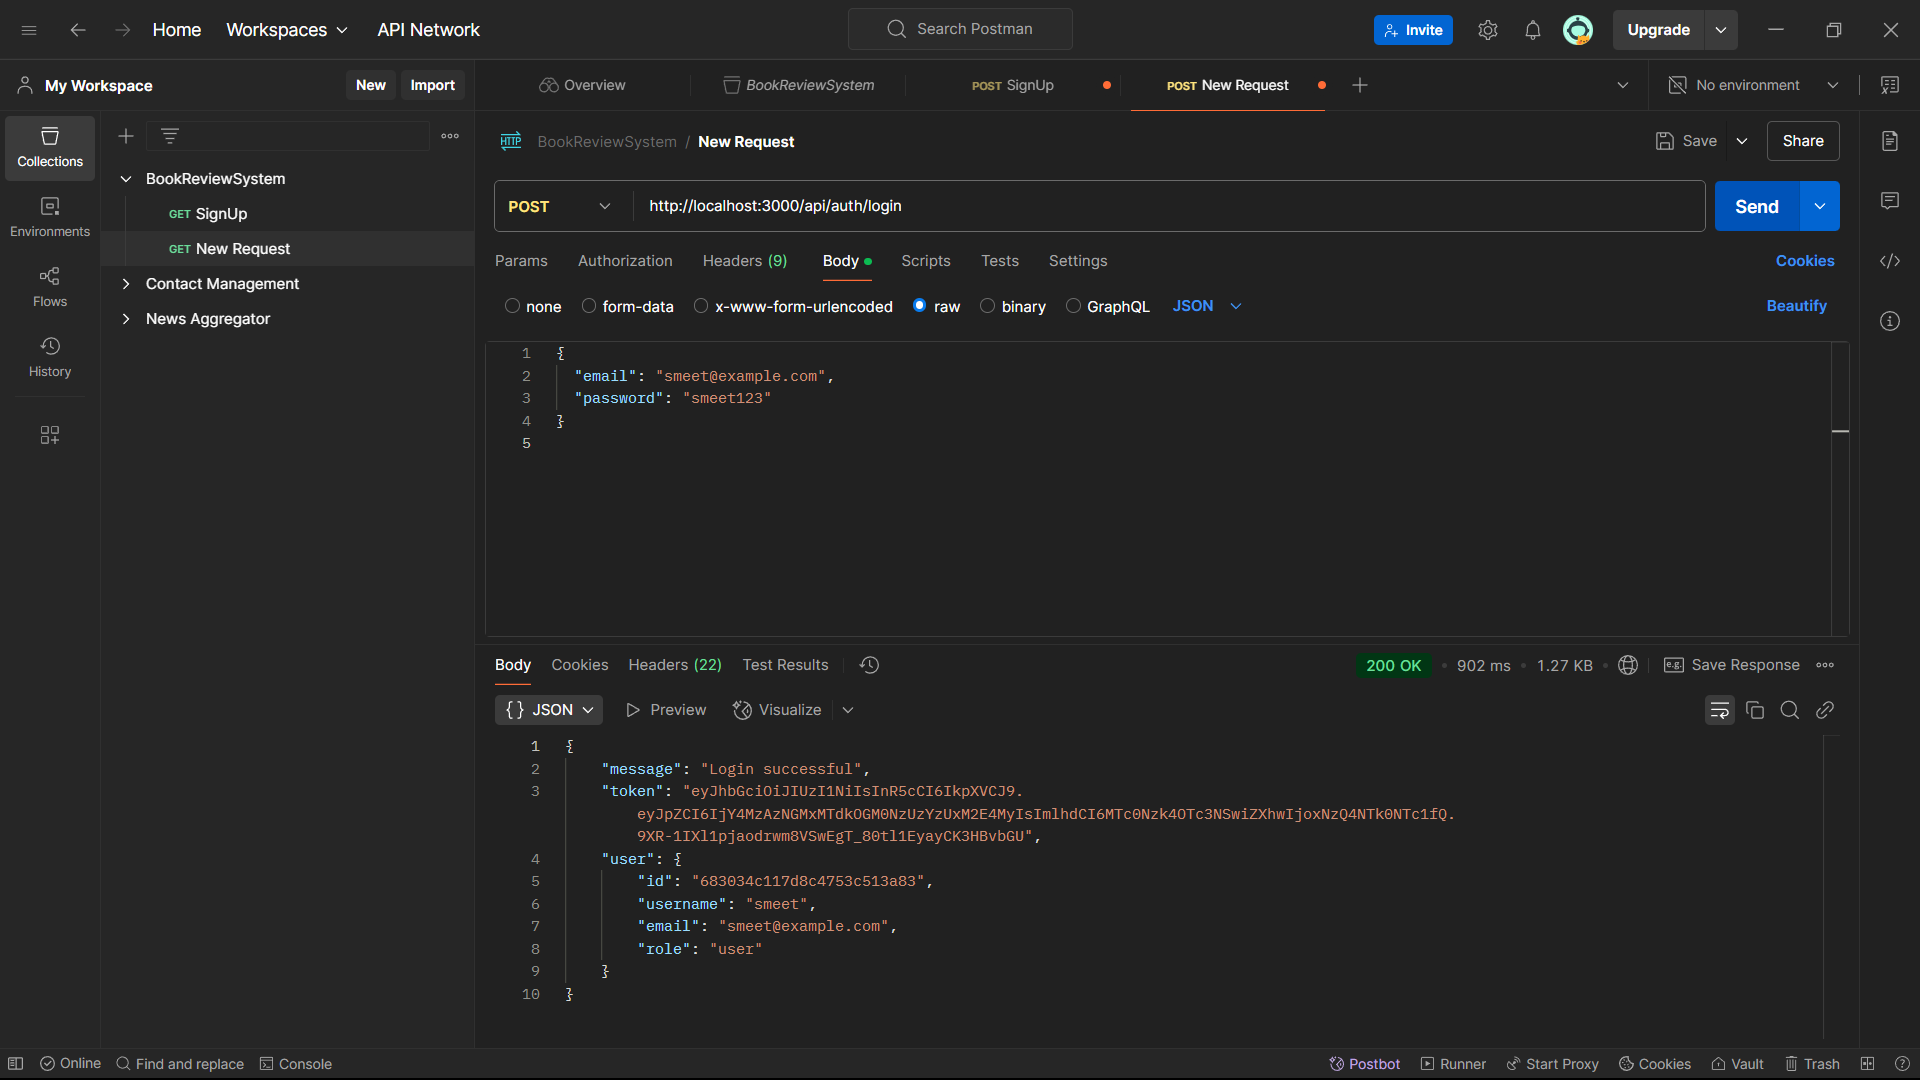 Home Workspaces API Network Search Postman Invite Upgrade
My Workspace New Import Overview BookReviewSystem POST SignUp POST New Request No environment
Collections
Environments
Flows
History
BookReviewSystem
GET SignUp
GET New Request
Contact Management
News Aggregator
HTTP BookReviewSystem / New Request Save Share
POST http://localhost:3000/api/auth/login Send
Params Authorization Headers (9) Body Scripts Tests Settings Cookies
none form-data x-www-form-urlencoded raw binary GraphQL JSON Beautify
1 {
2 "email": "smeet@example.com",
3 "password": "smeet123"
4 }
5
Body Cookies Headers (22) Test Results 200 OK • 902 ms • 1.27 KB • e.g. Save Response
{} JSON Preview Visualize
1 {
2 "message": "Login successful",
3 "token": "eyJhbGciOiJIUzI1NiIsInR5cCI6IkpXVCJ9.
eyJpZCI6IjY4MzAzNGMxMTdkOGM0NzUzYzUxM2E4MyIsImlhdCI6MTc0Nzk4OTc3NSwiZXhwIjoxNzQ4NTk0NTc1fQ.
9XR-1IXl1pjaodrwm8VSwEgT_80tl1EyayCK3HBvbGU",
4 "user": {
5 "id": "683034c117d8c4753c513a83",
6 "username": "smeet",
7 "email": "smeet@example.com",
8 "role": "user"
9 }
10 }
Online Find and replace Console Postbot Runner Start Proxy Cookies Vault Trash